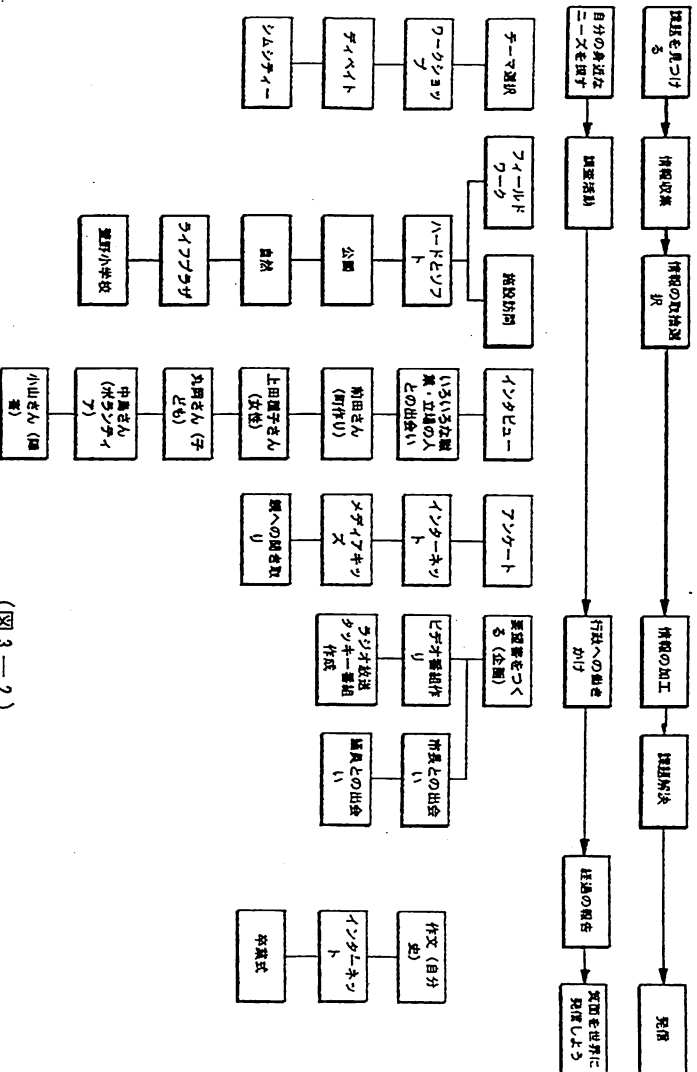 課題を見つけ
る
情報収集
情報の取捨選
択
情報の加工
課題解決
発信
自分の身近な
ニーズを探す
調査活動
行政への働き
かけ
経過の報告
箕面を世界に
発信しよう
テーマ選択
ワークショッ
プ
ディベイト
シムシティー
フィールド
ワーク
施設訪問
ハードとソフ
ト
公園
自然
ライフプラザ
萱野小学校
インタビュー
いろいろな職
業・立場の人
との出会い
前田さん
(町作り)
上田理子さん
(女性)
丸岡さん (子
ども)
中島さん
(ボランティ
ア)
小山さん (障
害)
アンケート
インターネッ
ト
メディアキッ
ズ
親への聞き取
り
要望書をつく
る (企画)
ビデオ番組作
り
ラジオ放送
タッキー番組
作成
市長との出会
い
議員との出会
い
作文 (自分
史)
インターネッ
ト
卒業式
(図3―2)